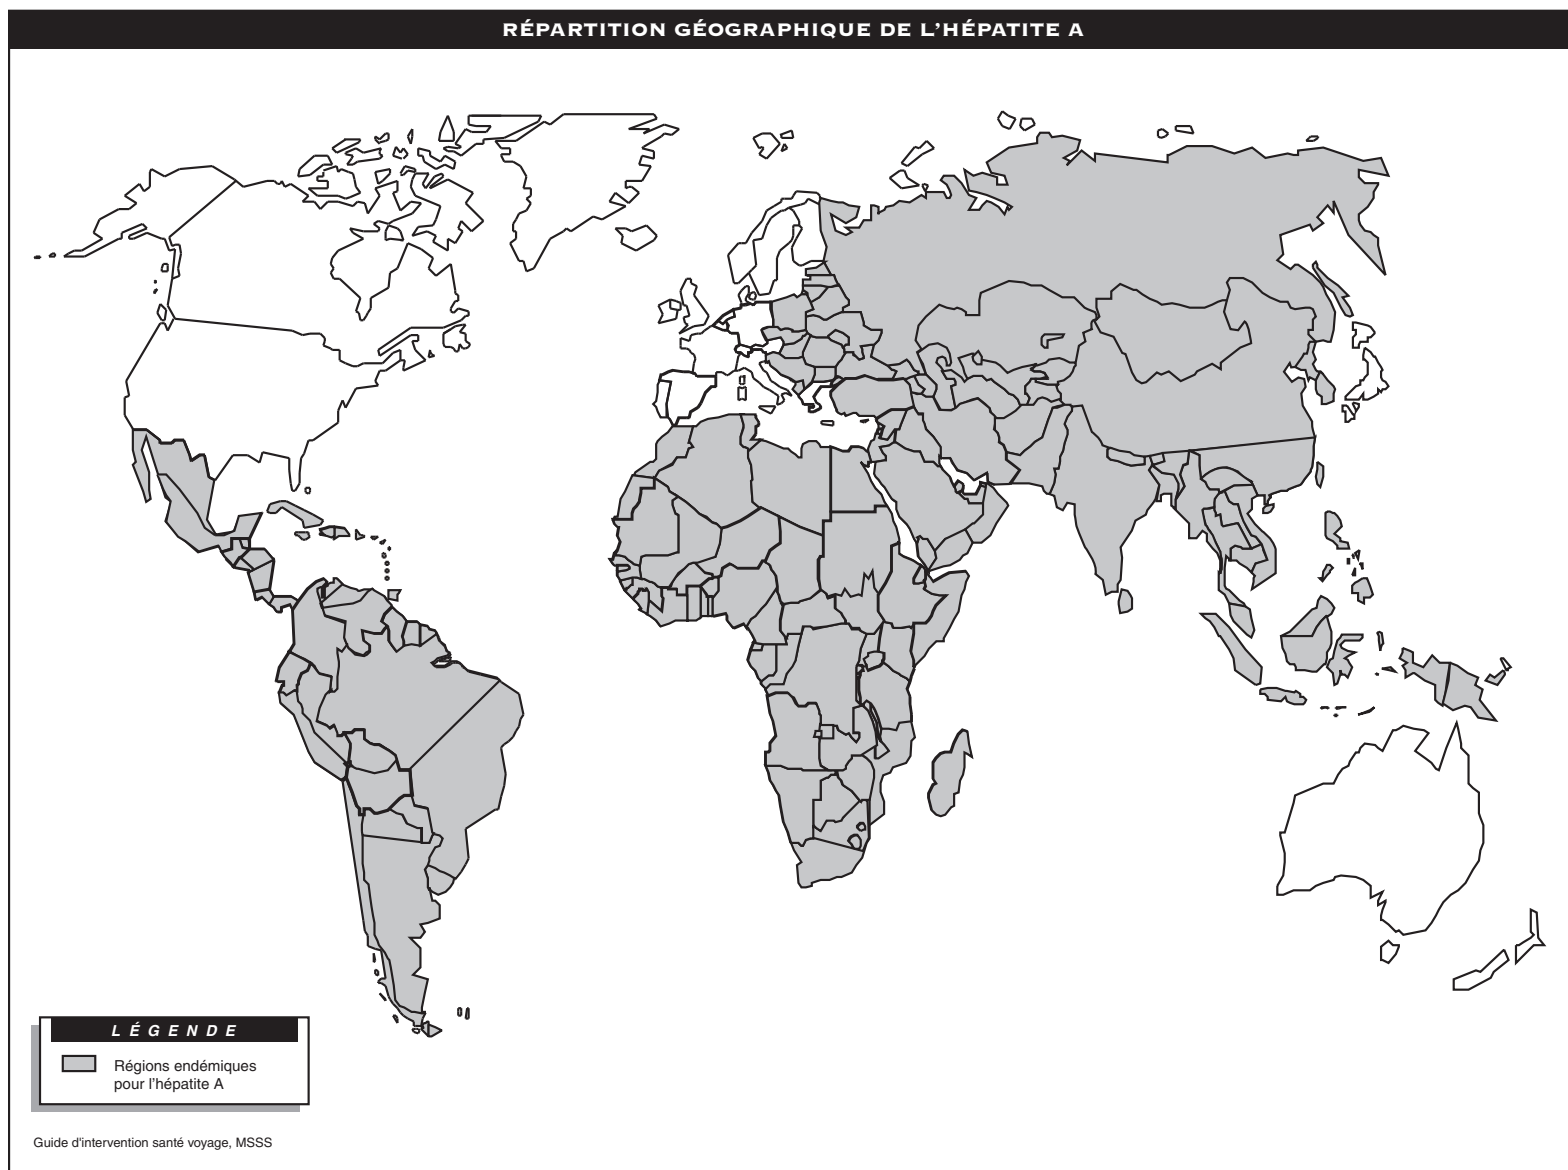 RÉPARTITION GÉOGRAPHIQUE DE L'HÉPATITE A
LÉGENDE
Régions endémiques
pour l'hépatite A
Guide d'intervention santé voyage, MSSS